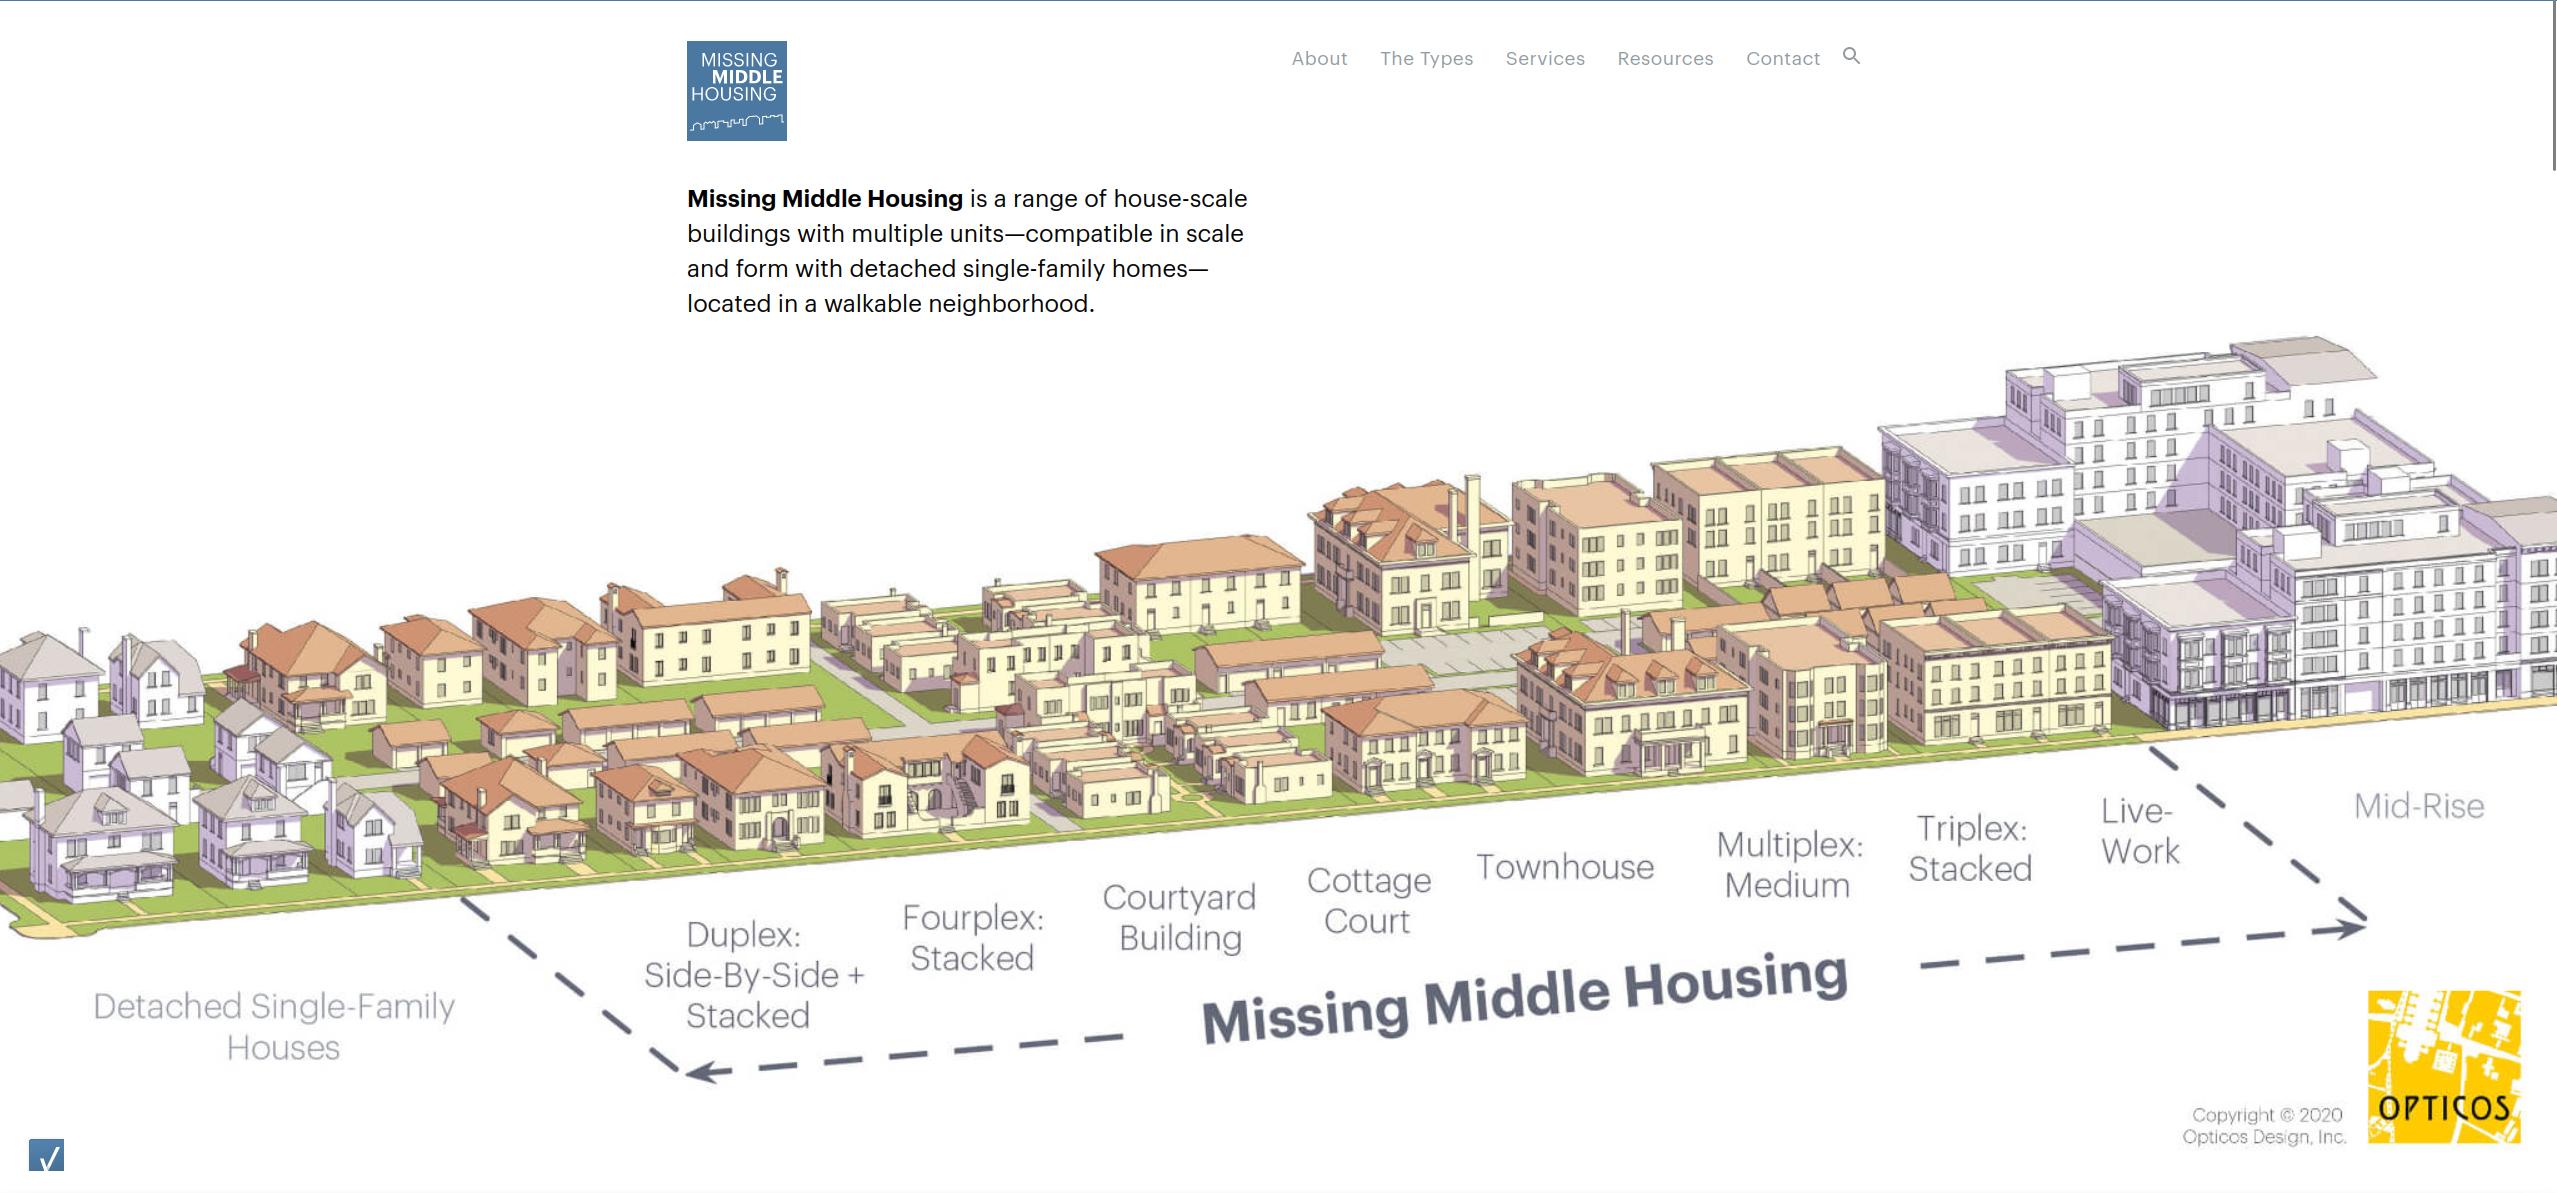 MISSING
MIDDLE
HOUSING
About The Types Services Resources Contact
Missing Middle Housing is a range of house-scale
buildings with multiple units—compatible in scale
and form with detached single-family homes—
located in a walkable neighborhood.
Detached Single-Family
Houses
Duplex:
Side-By-Side +
Stacked
Fourplex:
Stacked
Courtyard
Building
Cottage
Court
Townhouse
Multiplex:
Medium
Triplex:
Stacked
Live-
Work
Mid-Rise
Missing Middle Housing
Copyright © 2020
Opticos Design, Inc.
OPTICOS